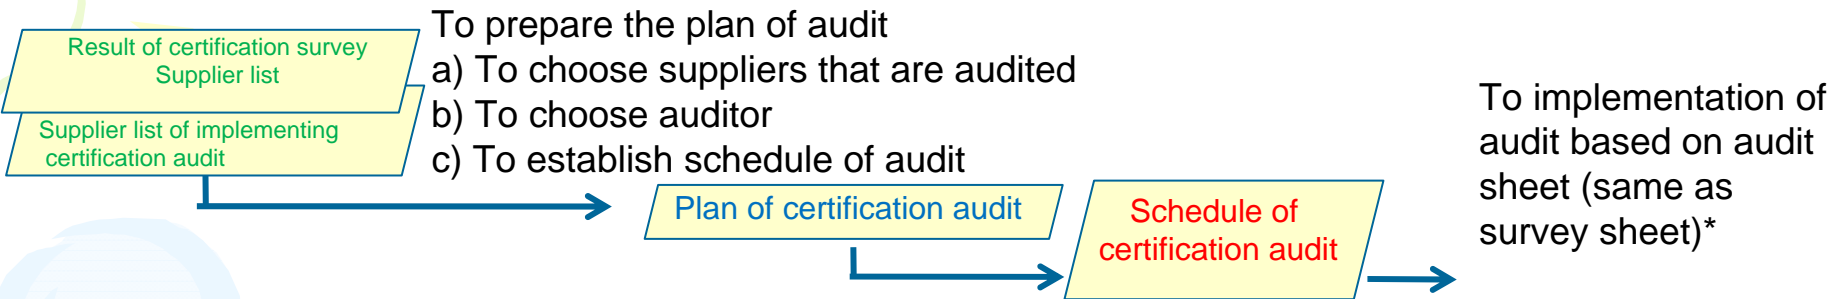 Result of certification survey
Supplier list
Supplier list of implementing
certification audit
To prepare the plan of audit
a) To choose suppliers that are audited
b) To choose auditor
c) To establish schedule of audit
Plan of certification audit
Schedule of
certification audit
To implementation of
audit based on audit
sheet (same as
survey sheet)*